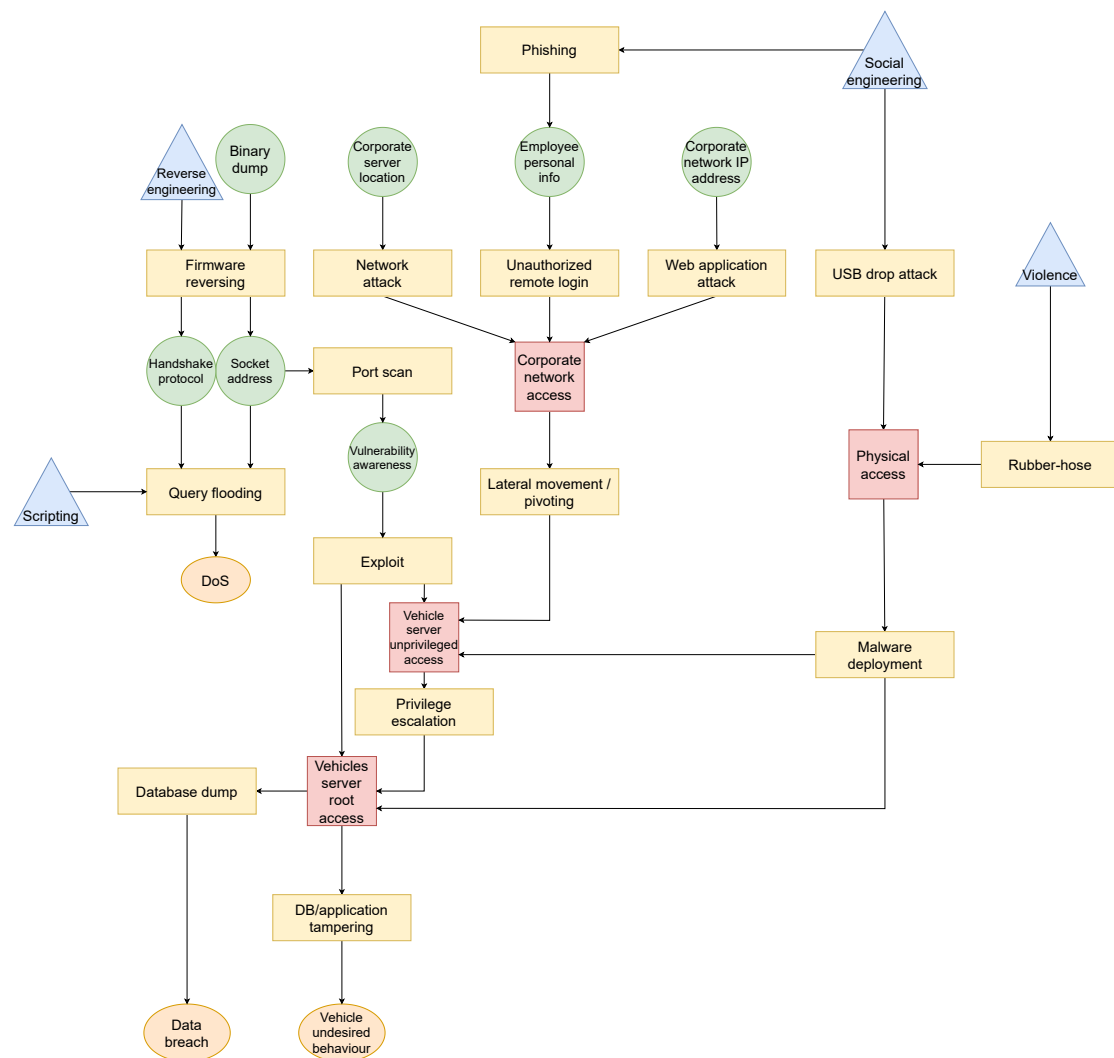 Phishing
Social
engineering
Binary
dump
Corporate
server
location
Employee
personal
info
Corporate
network IP
address
Reverse
engineering
Firmware
reversing
Network
attack
Unauthorized
remote login
Web application
attack
USB drop attack
Violence
Handshake
protocol
Socket
address
Port scan
Corporate
network
access
Vulnerability
awareness
Physical
access
Rubber-hose
Scripting
Query flooding
Lateral movement /
pivoting
DoS
Exploit
Vehicle
server
unprivileged
access
Malware
deployment
Privilege
escalation
Database dump
Vehicles
server
root
access
DB/application
tampering
Data
breach
Vehicle
undesired
behaviour